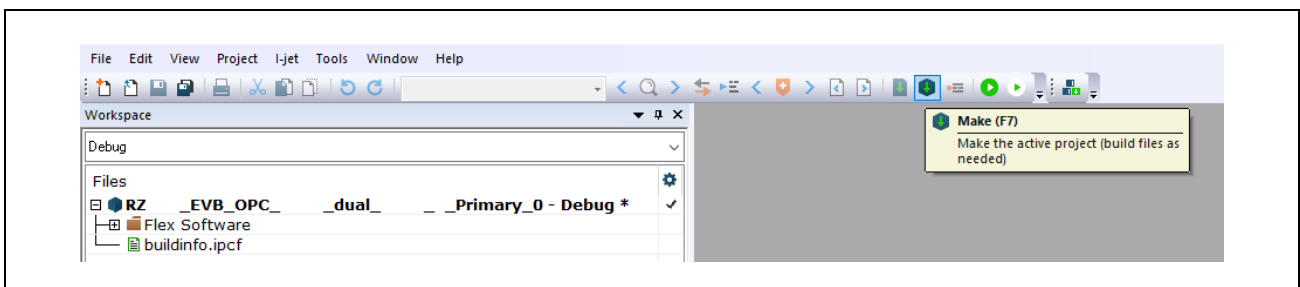 File Edit View Project I-jet Tools Window Help
Workspace
Make (F7)
Debug
Make the active project (build files as
needed)
Files
RZ _EVB_OPC_ _dual_ _ _Primary_0 - Debug *
Flex Software
buildinfo.ipcf